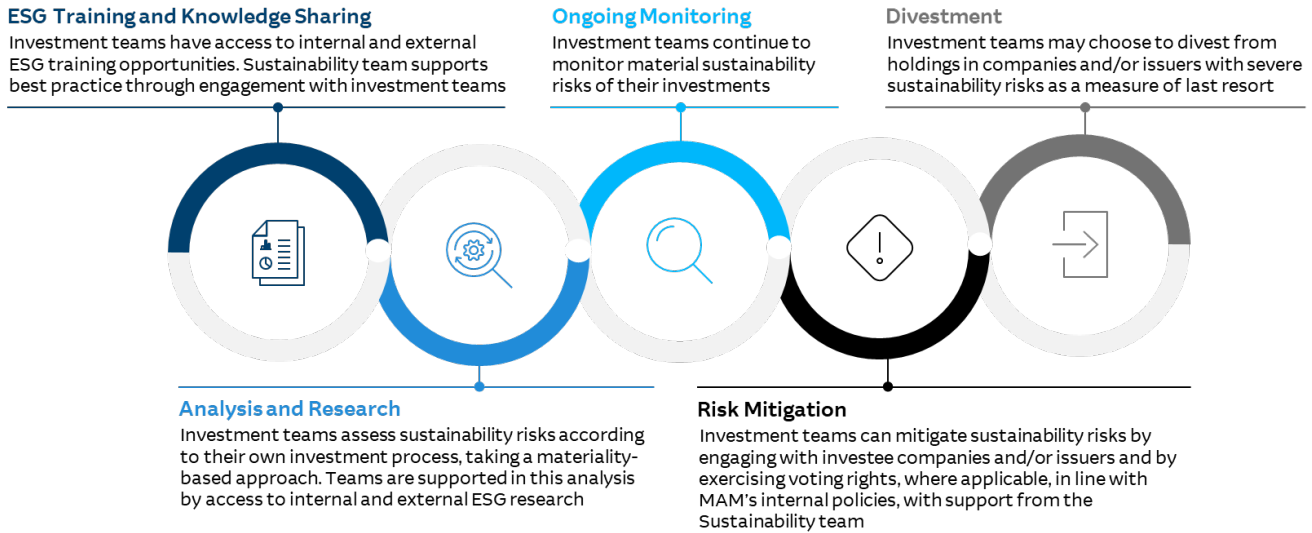 ESG Training and Knowledge Sharing
Investment teams have access to internal and external
ESG training opportunities. Sustainability team supports
best practice through engagement with investment teams
Ongoing Monitoring
Investment teams continue to
monitor material sustainability
risks of their investments
Divestment
Investment teams may choose to divest from
holdings in companies and/or issuers with severe
sustainability risks as a measure of last resort
Analysis and Research
Investment teams assess sustainability risks according
to their own investment process, taking a materiality-
based approach. Teams are supported in this analysis
by access to internal and external ESG research
Risk Mitigation
Investment teams can mitigate sustainability risks by
engaging with investee companies and/or issuers and by
exercising voting rights, where applicable, in line with
MAM's internal policies, with support from the
Sustainability team